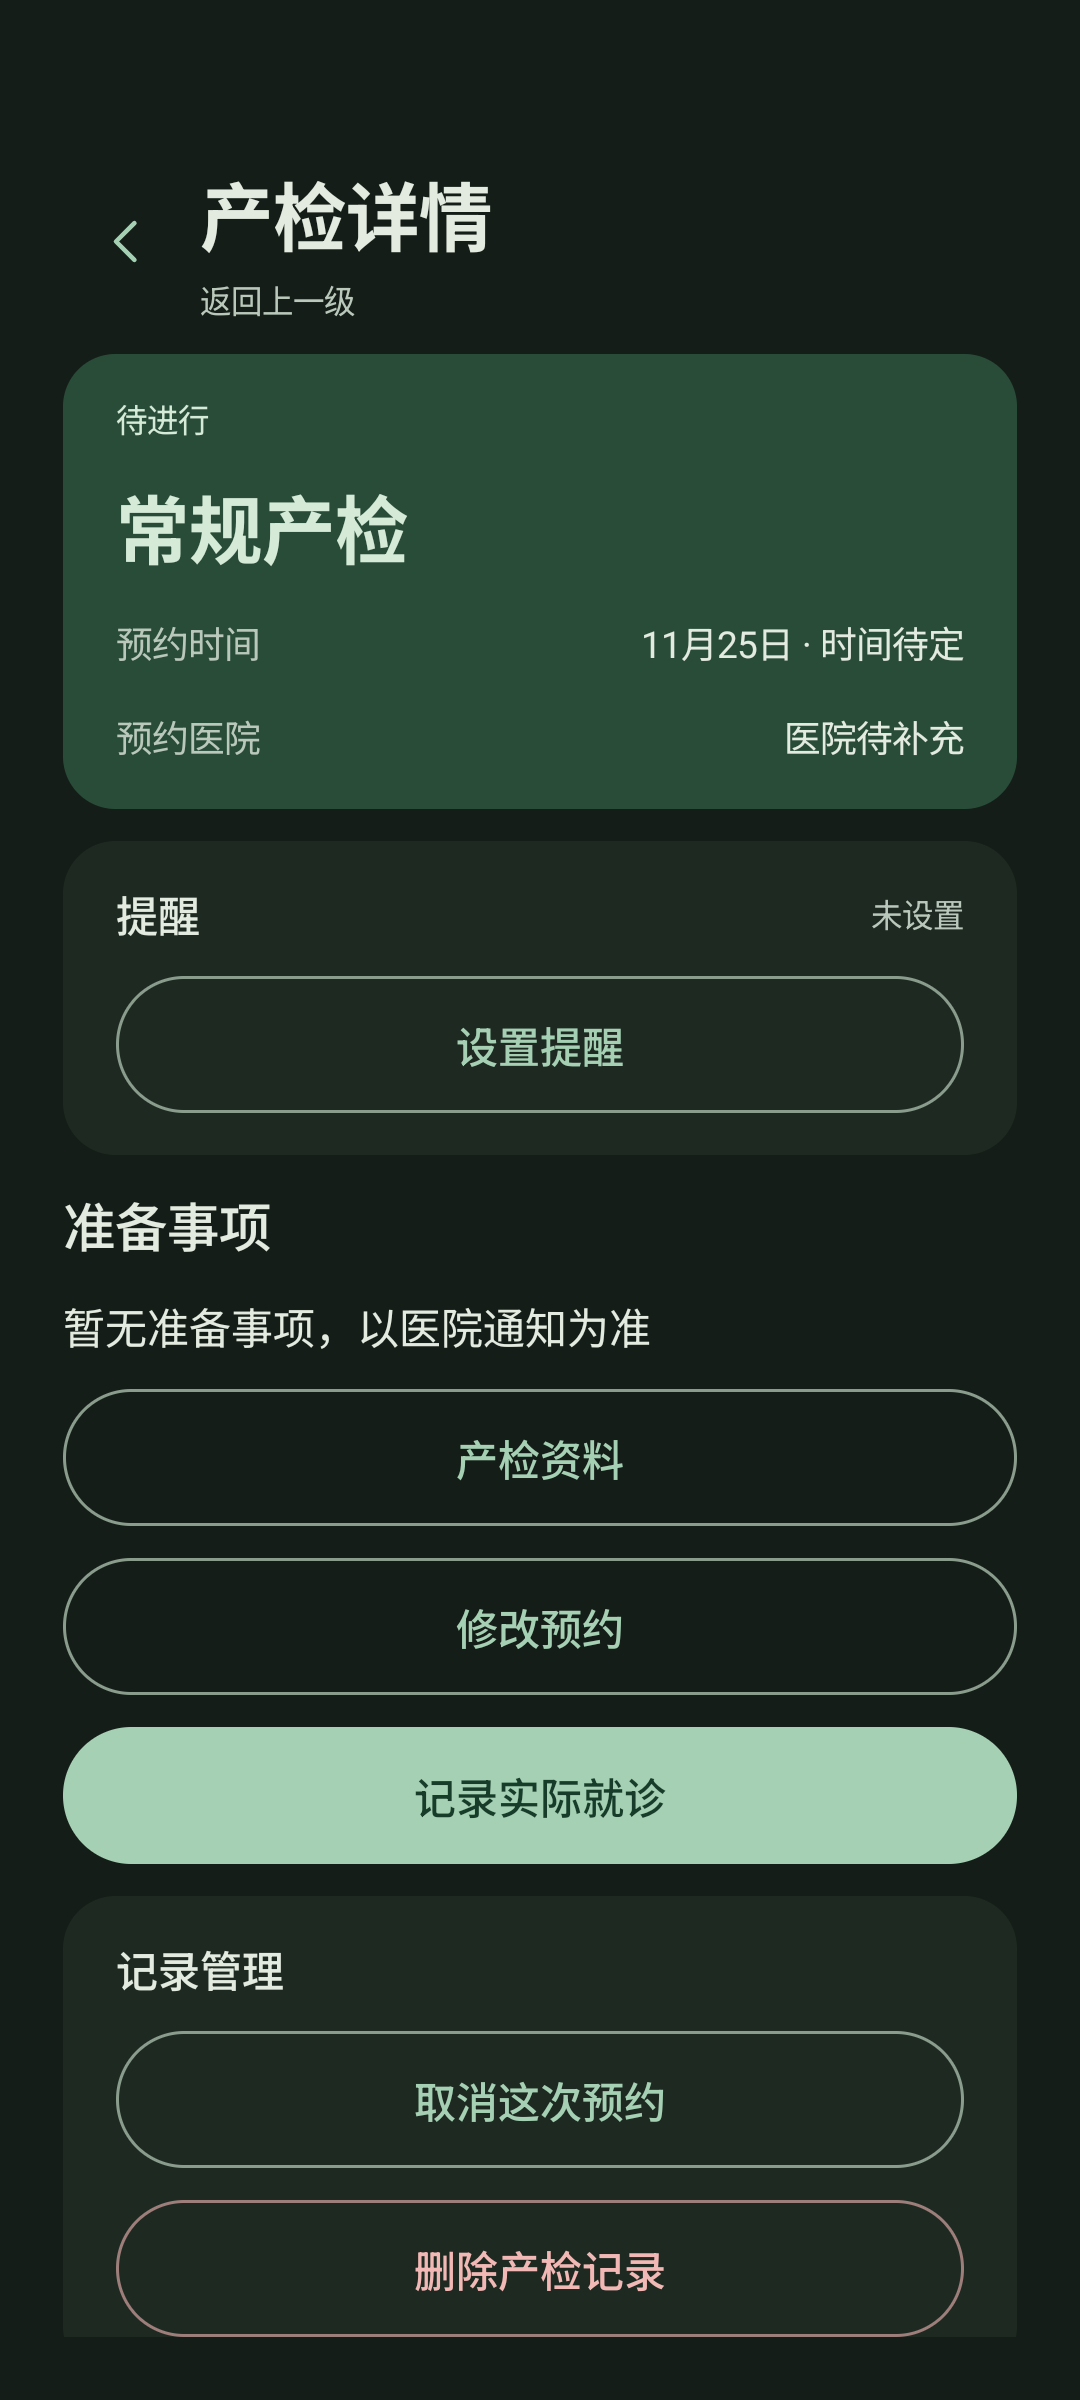 产检详情
返回上一级
待进行
常规产检
预约时间 11月25日 · 时间待定
预约医院 医院待补充
提醒 未设置
设置提醒
准备事项
暂无准备事项，以医院通知为准
产检资料
修改预约
记录实际就诊
记录管理
取消这次预约
删除产检记录